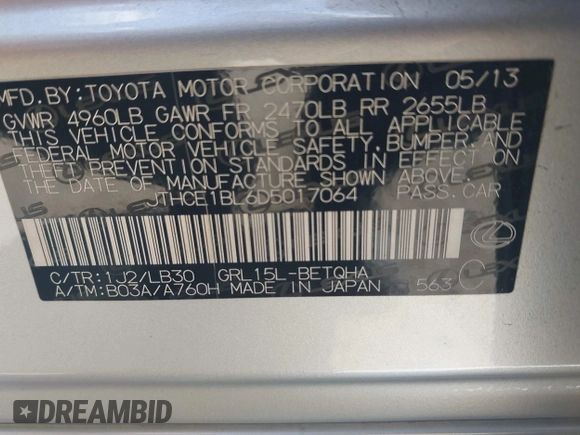 MFD.BY:TOYOTA MOTOR CORPORATION 05/13
GVWR 4960LB GAWR FR 2470LB RR 2655LB
THIS VEHICLE CONFORMS TO ALL APPLICABLE
FEDERAL MOTOR VEHICLE SAFETY,BUMPER,AND
THEFT PREVENTION STANDARDS IN EFFECT ON
THE DATE OF MANUFACTURE SHOWN ABOVE.
JTHCE1BL6D5017064 PASS.CAR
C/TR:1J2/LB30 GRL15L-BETQHA
A/TM:B03A/A760H MADE IN JAPAN 563 C
DREAMBID